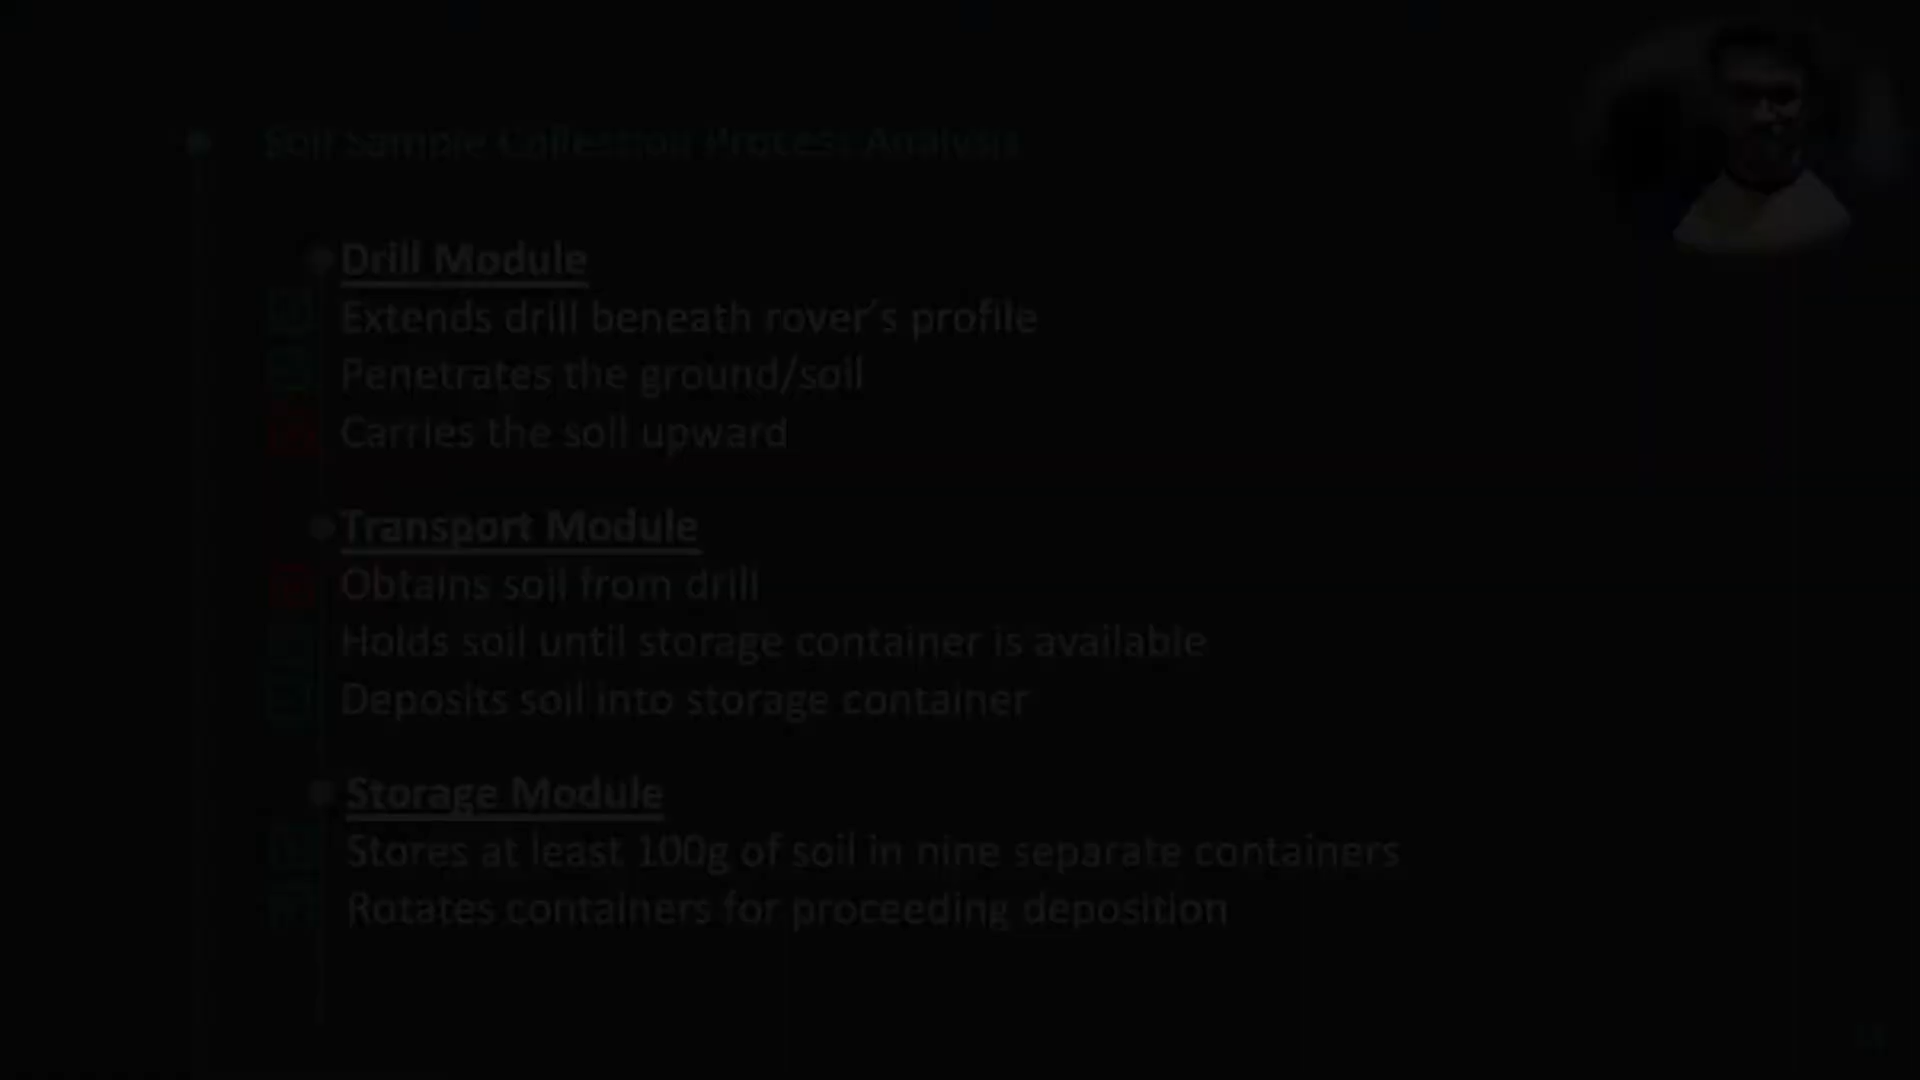 Soil Sample Collection Process Analysis
Drill Module
Extends drill beneath rover's profile
Penetrates the ground/soil
Carries the soil upward
Transport Module
Obtains soil from drill
Holds soil until storage container is available
Deposits soil into storage container
Storage Module
Stores at least 100g of soil in nine separate containers
Rotates containers for proceeding deposition